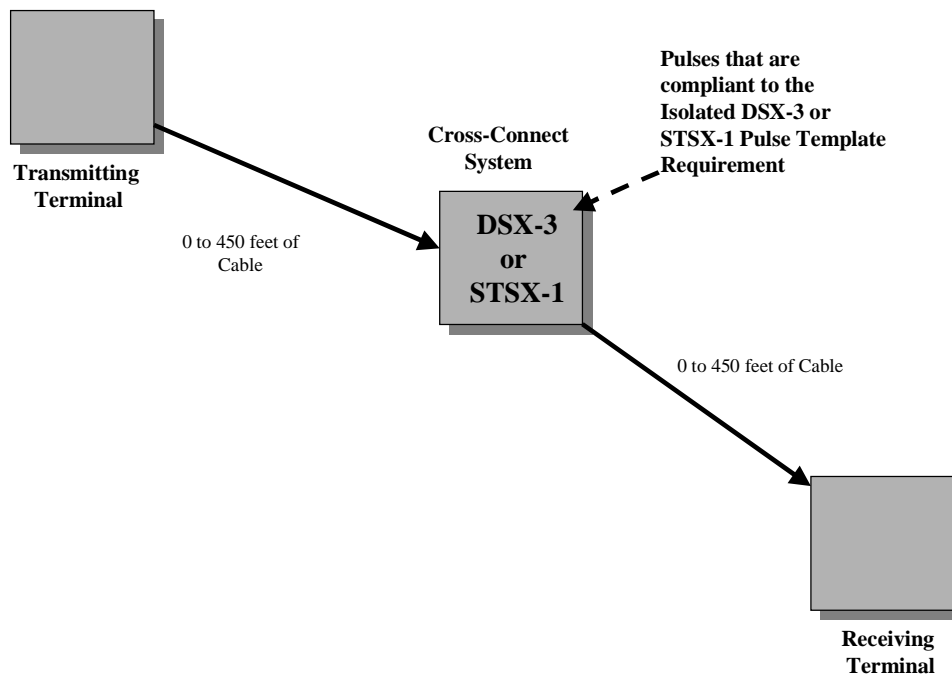 Transmitting
Terminal
0 to 450 feet of
Cable
Cross-Connect
System
DSX-3
or
STSX-1
Pulses that are
compliant to the
Isolated DSX-3 or
STSX-1 Pulse Template
Requirement
0 to 450 feet of Cable
Receiving
Terminal